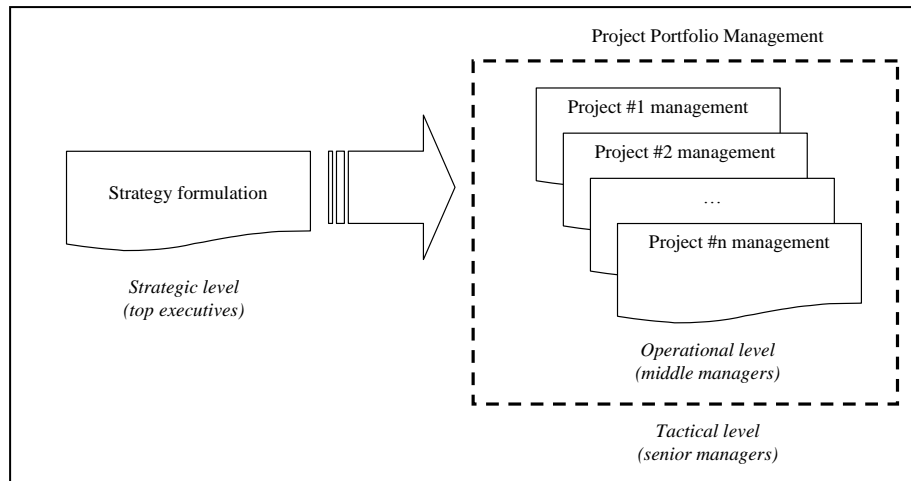 Project Portfolio Management
Project #1 management
Project #2 management
…
Project #n management
Strategy formulation
Strategic level
(top executives)
Operational level
(middle managers)
Tactical level
(senior managers)